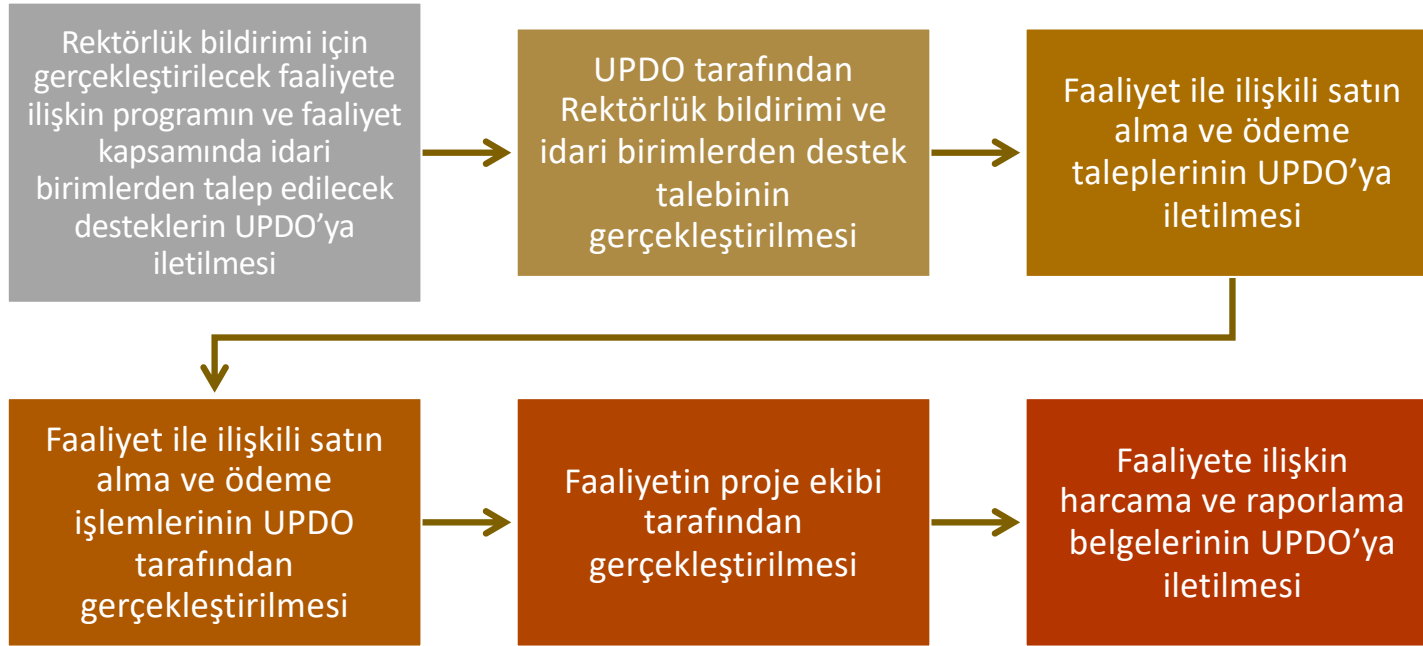 Rektörlük bildirimi için
gerçekleştirilecek faaliyete
ilişkin programın ve faaliyet
kapsamında idari
birimlerden talep edilecek
desteklerin UPDO’ya
iletilmesi
UPDO tarafından
Rektörlük bildirimi ve
idari birimlerden destek
talebinin
gerçekleştirilmesi
Faaliyet ile ilişkili satın
alma ve ödeme
taleplerinin UPDO’ya
iletilmesi
Faaliyet ile ilişkili satın
alma ve ödeme
işlemlerinin UPDO
tarafından
gerçekleştirilmesi
Faaliyetin proje ekibi
tarafından
gerçekleştirilmesi
Faaliyete ilişkin
harcama ve raporlama
belgelerinin UPDO’ya
iletilmesi